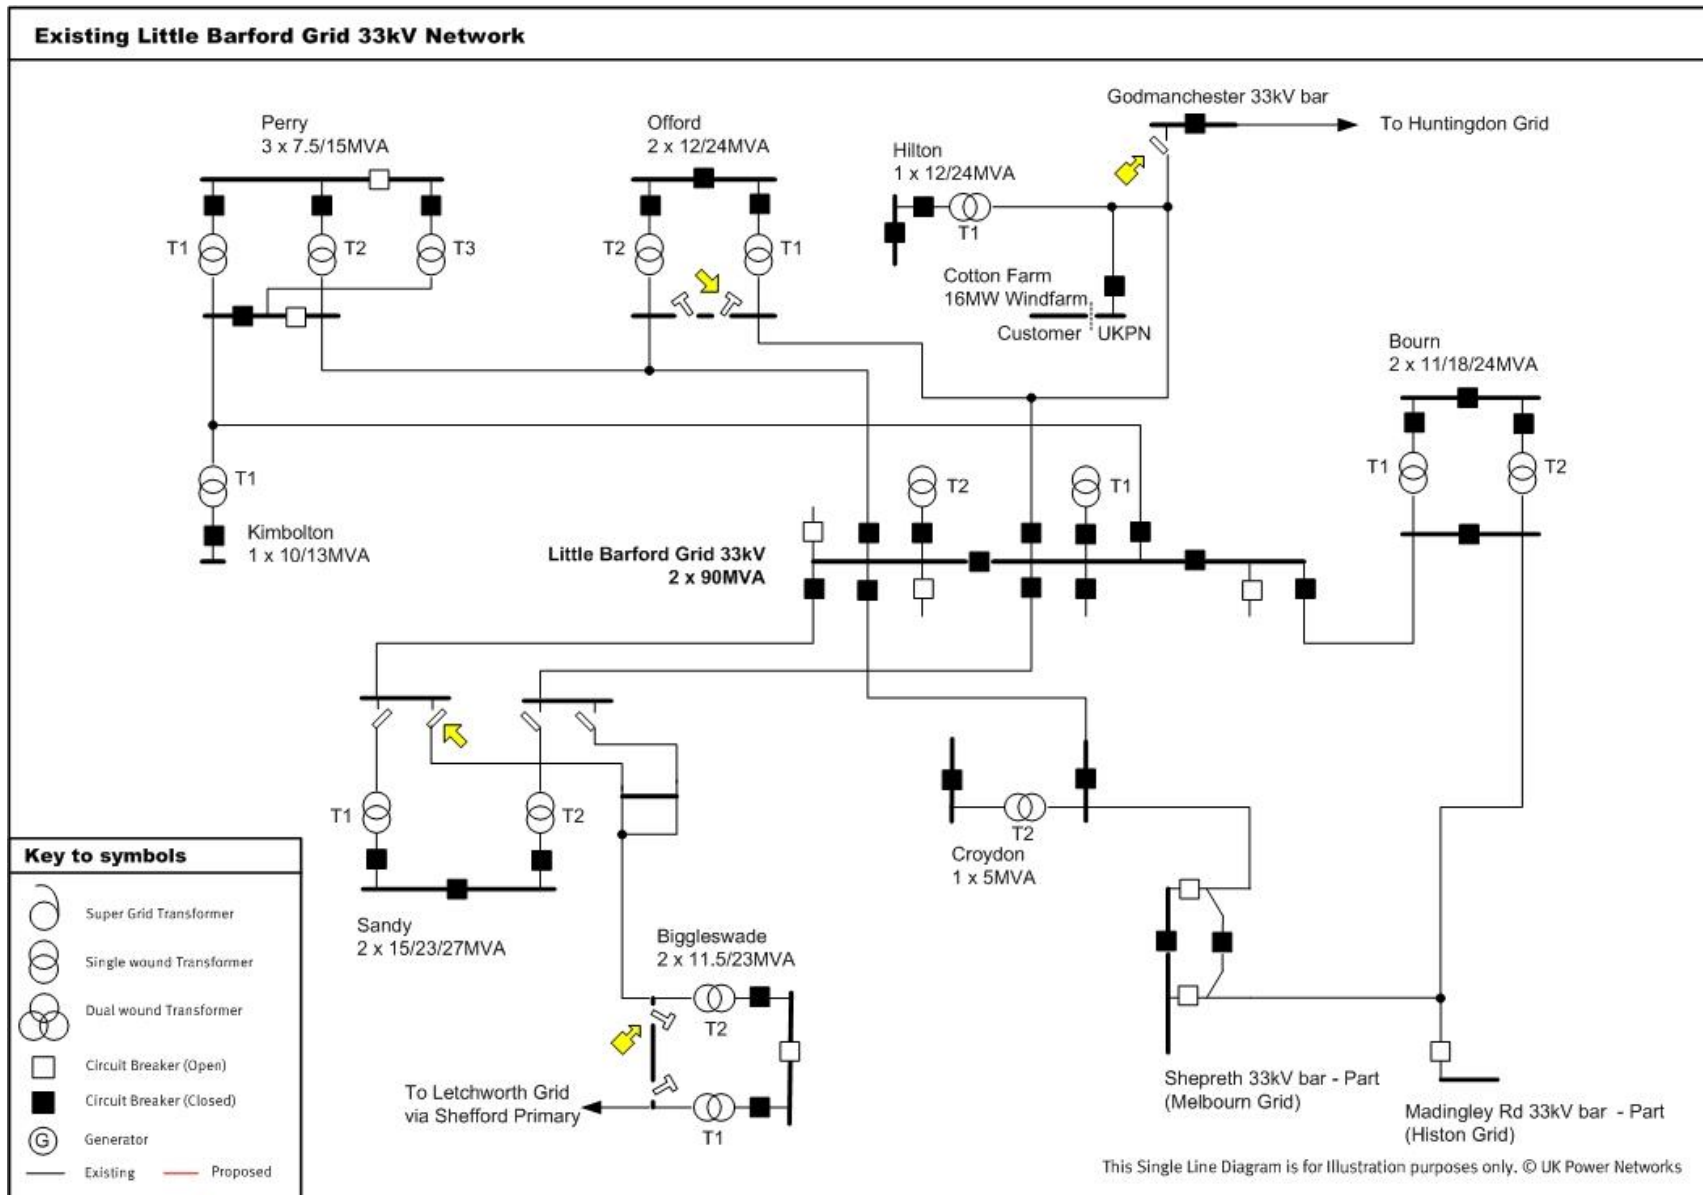 Existing Little Barford Grid 33kV Network
Godmanchester 33kV bar
To Huntingdon Grid
Perry
3 x 7.5/15MVA
Offord
2 x 12/24MVA
Hilton
1 x 12/24MVA
T1
T2
T3
T2
T1
T1
Cotton Farm
16MW Windfarm
Customer
UKPN
Bourn
2 x 11/18/24MVA
T1
T2
T1
Kimbolton
1 x 10/13MVA
T2
T1
Little Barford Grid 33kV
2 x 90MVA
T1
T2
Sandy
2 x 15/23/27MVA
T2
Croydon
1 x 5MVA
Biggleswade
2 x 11.5/23MVA
T2
T1
To Letchworth Grid
via Shefford Primary
Shepreth 33kV bar - Part
(Melbourn Grid)
Madingley Rd 33kV bar - Part
(Histon Grid)
Key to symbols
Super Grid Transformer
Single wound Transformer
Dual wound Transformer
Circuit Breaker (Open)
Circuit Breaker (Closed)
G
Generator
Existing
Proposed
This Single Line Diagram is for Illustration purposes only. © UK Power Networks